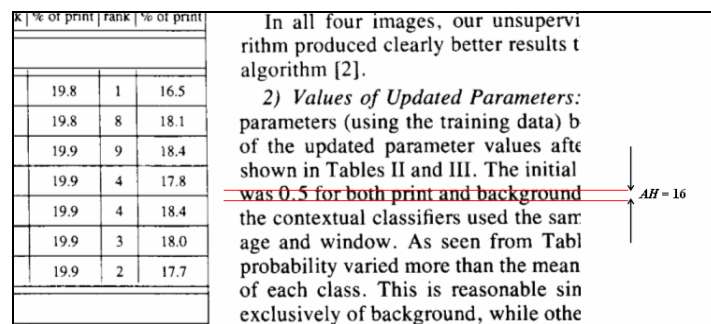 k | % of print | rank | % of print
19.8 1 16.5
19.8 8 18.1
19.9 9 18.4
19.9 4 17.8
19.9 4 18.4
19.9 3 18.0
19.9 2 17.7
In all four images, our unsupervi
rithm produced clearly better results t
algorithm [2].
2) Values of Updated Parameters:
parameters (using the training data) b
of the updated parameter values afte
shown in Tables II and III. The initial
was 0.5 for both print and background
the contextual classifiers used the sam
age and window. As seen from Tabl
probability varied more than the mean
of each class. This is reasonable sin
exclusively of background, while othe
AH = 16